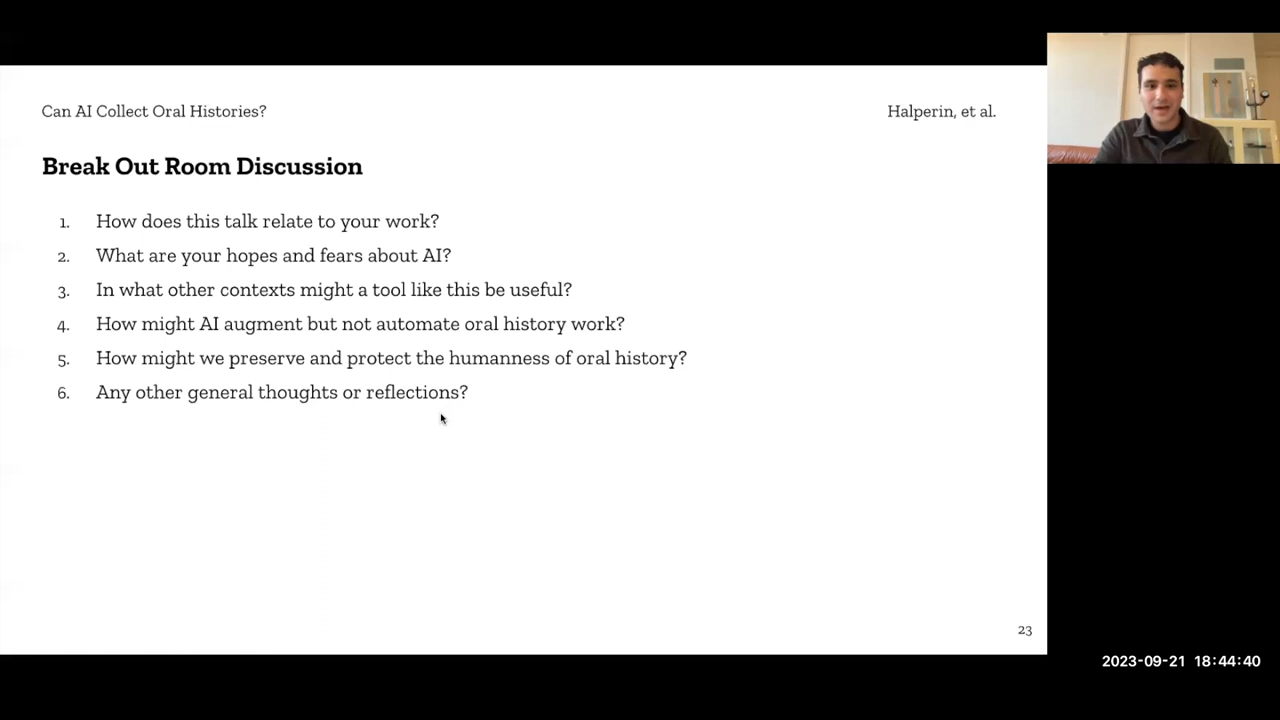 Can AI Collect Oral Histories?
Halperin, et al.
Break Out Room Discussion
1. How does this talk relate to your work?
2. What are your hopes and fears about AI?
3. In what other contexts might a tool like this be useful?
4. How might AI augment but not automate oral history work?
5. How might we preserve and protect the humanness of oral history?
6. Any other general thoughts or reflections?
23
2023-09-21 18:44:40